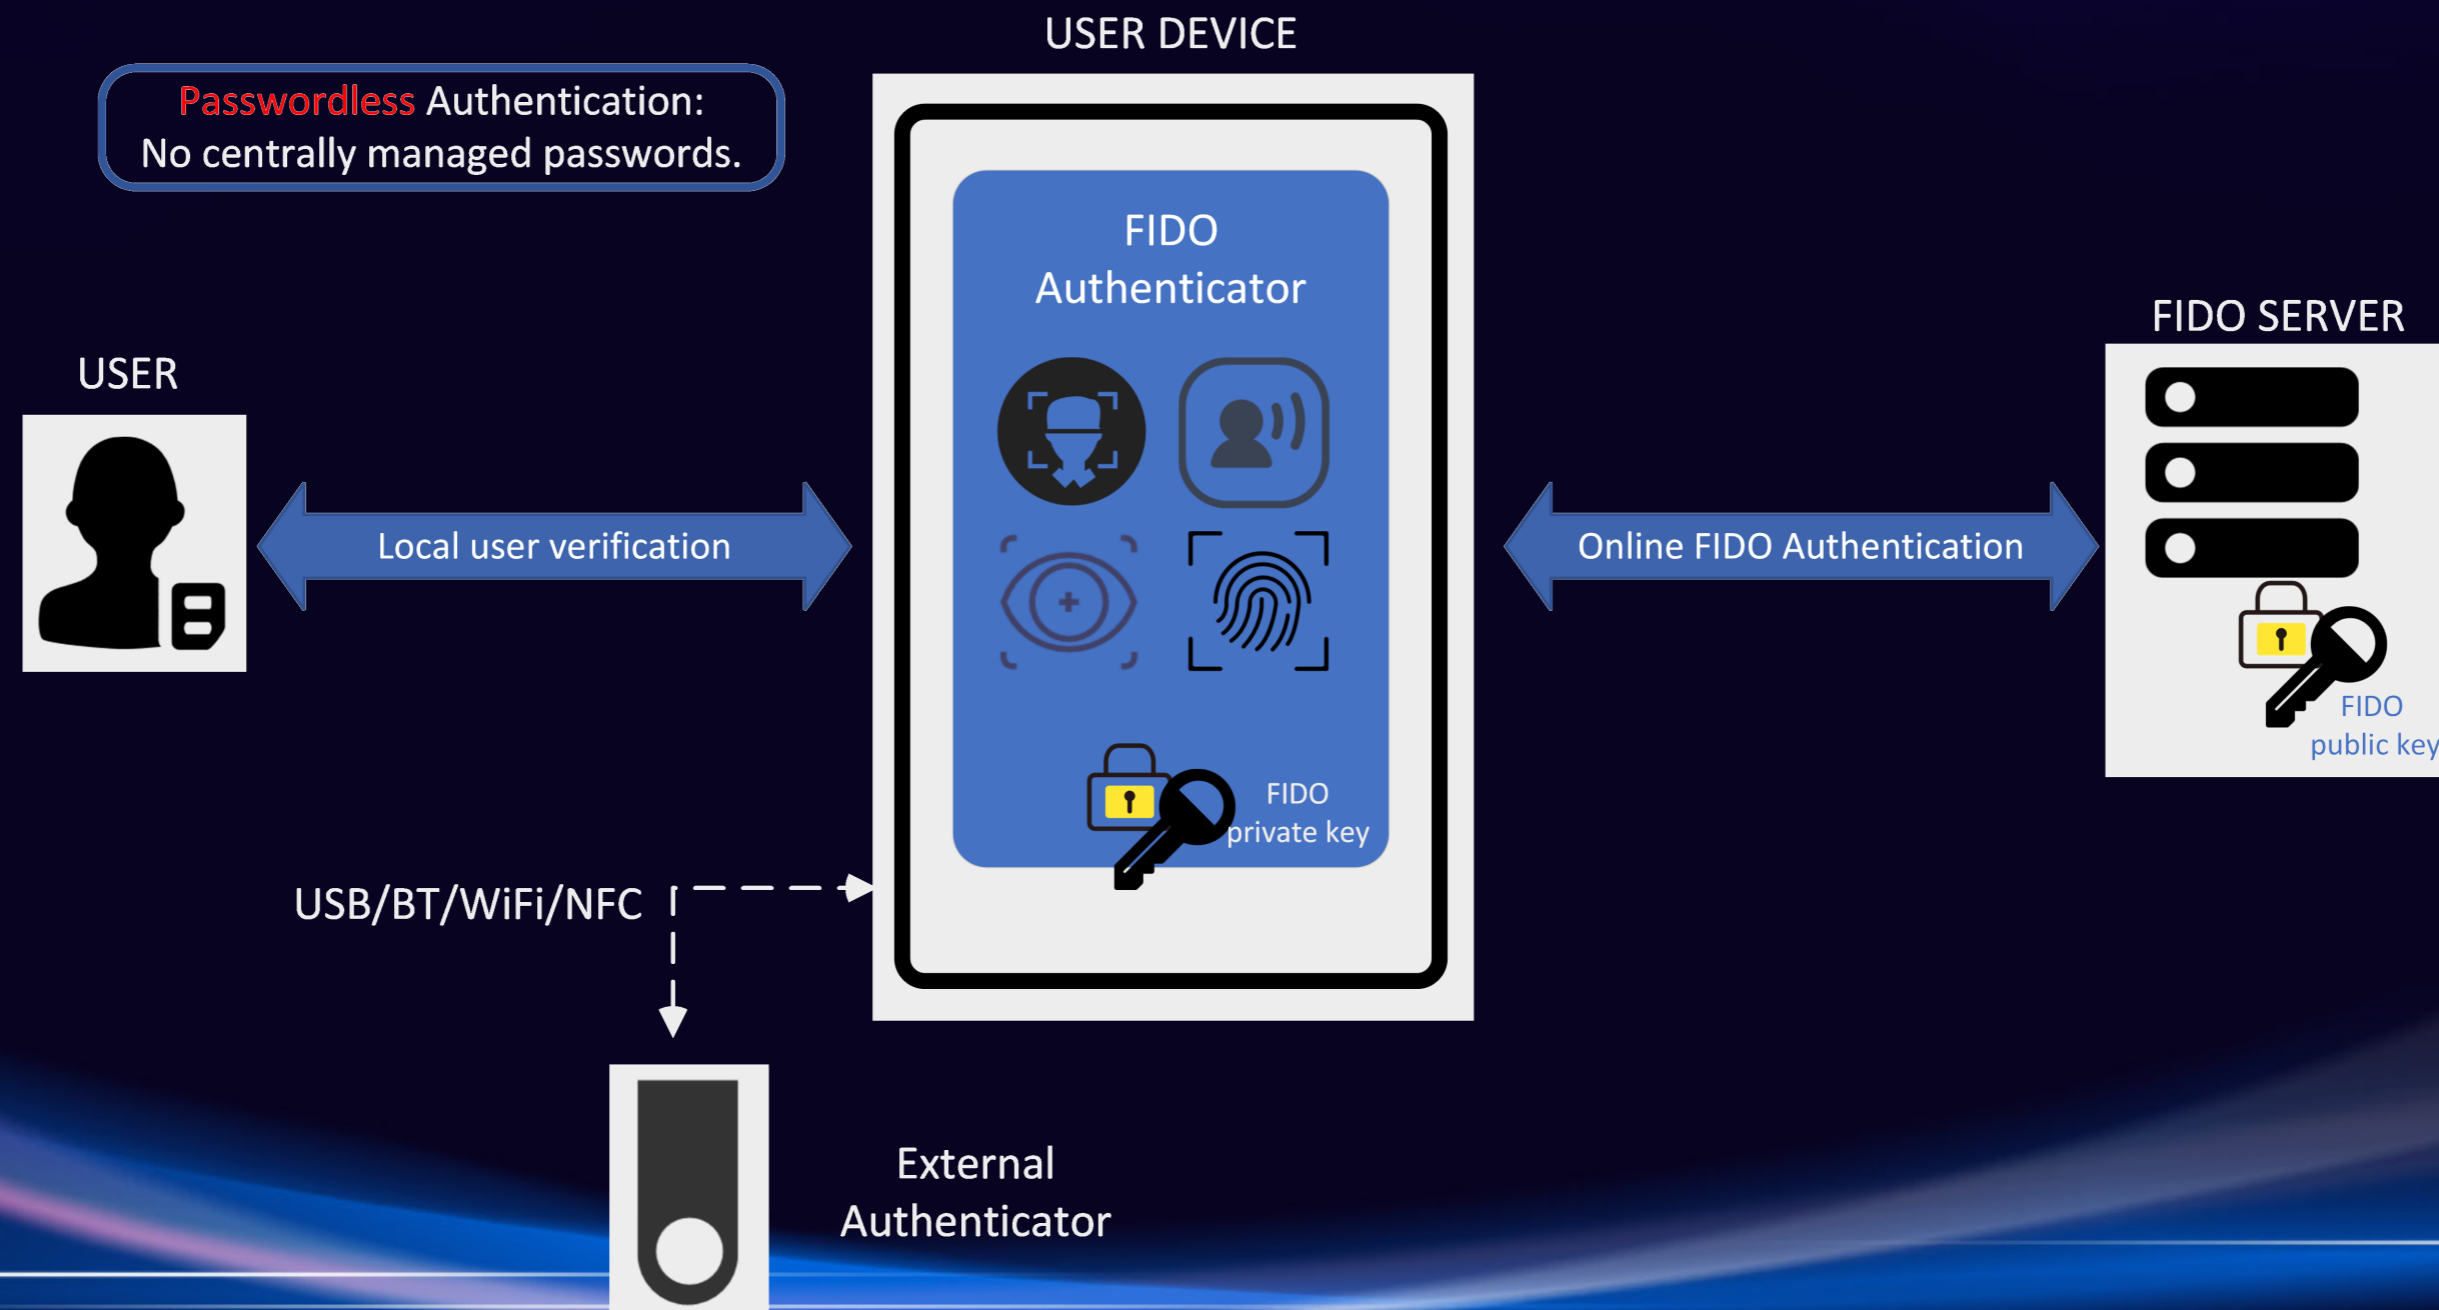 USER DEVICE
Passwordless Authentication:
No centrally managed passwords.
FIDO
Authenticator
FIDO SERVER
USER
Local user verification
Online FIDO Authentication
FIDO
public key
FIDO
private key
USB/BT/WiFi/NFC
External
Authenticator